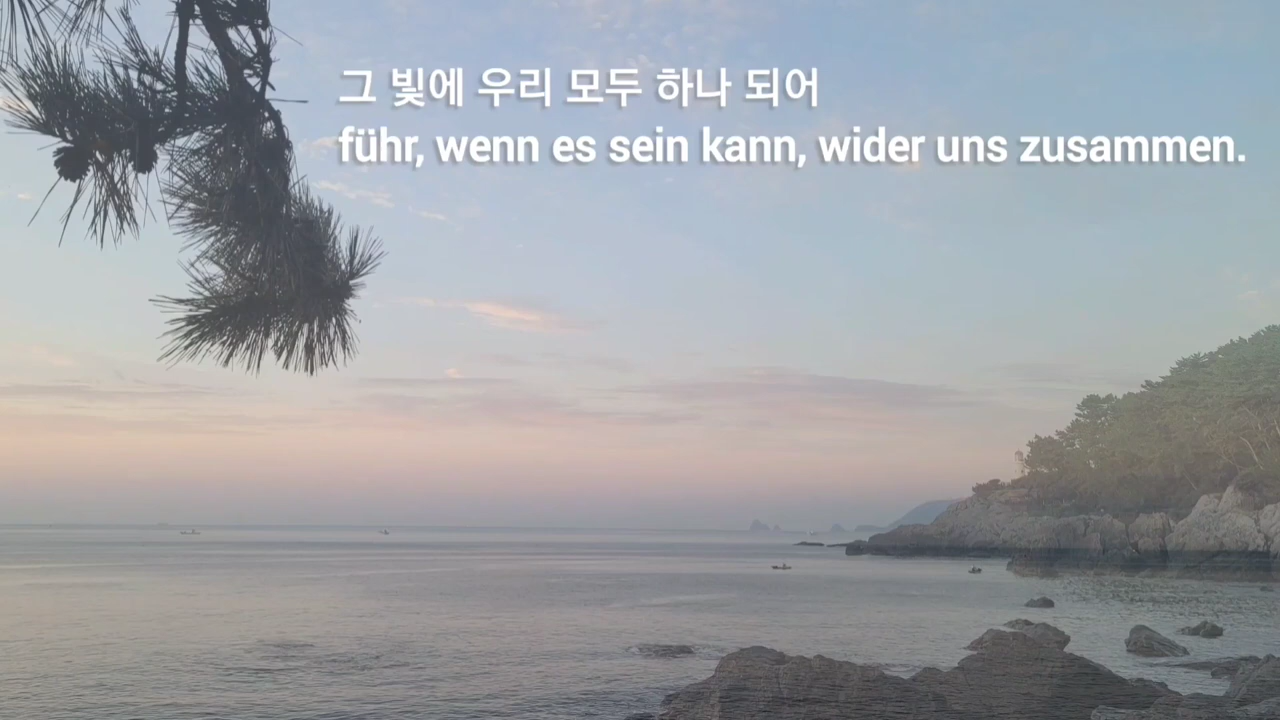 그 빛에 우리 모두 하나 되어
führ, wenn es sein kann, wider uns zusammen.